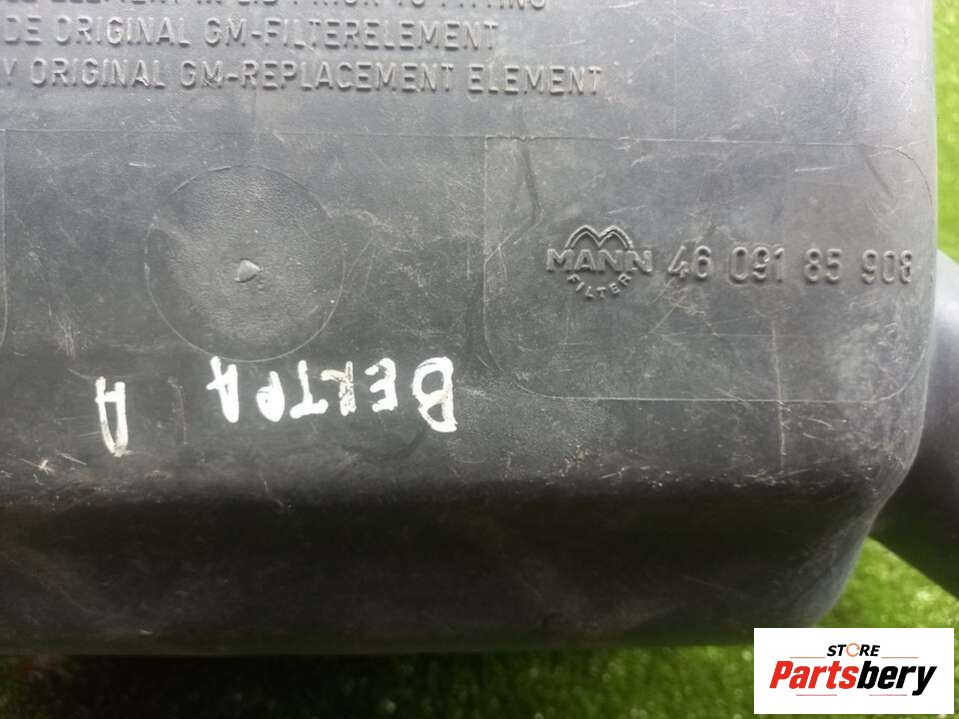 DE ORIGINAL GM-FILTERELEMENT
Y ORIGINAL GM-REPLACEMENT ELEMENT
MANN 46 091 85 908
FILTER
ВЕКТРА А
STORE
Partsbery